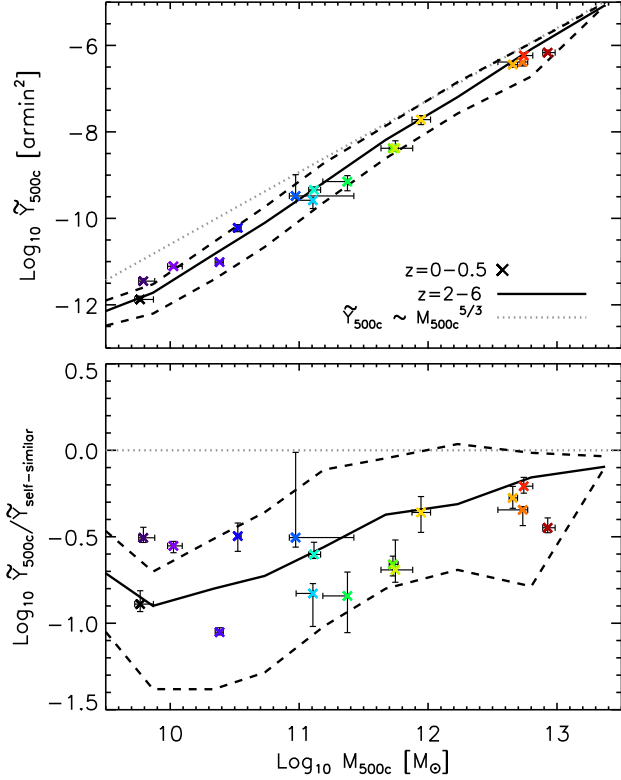 −6
−8
−10
−12
Log₁₀ Ỹ₅₀₀c [armin²]
z=0−0.5
z=2−6
Ỹ₅₀₀c ~ M₅₀₀c⁵/³
0.5
0.0
−0.5
−1.0
−1.5
Log₁₀ Ỹ₅₀₀c/Ỹself−similar
10
11
12
13
Log₁₀ M₅₀₀c [M⊙]